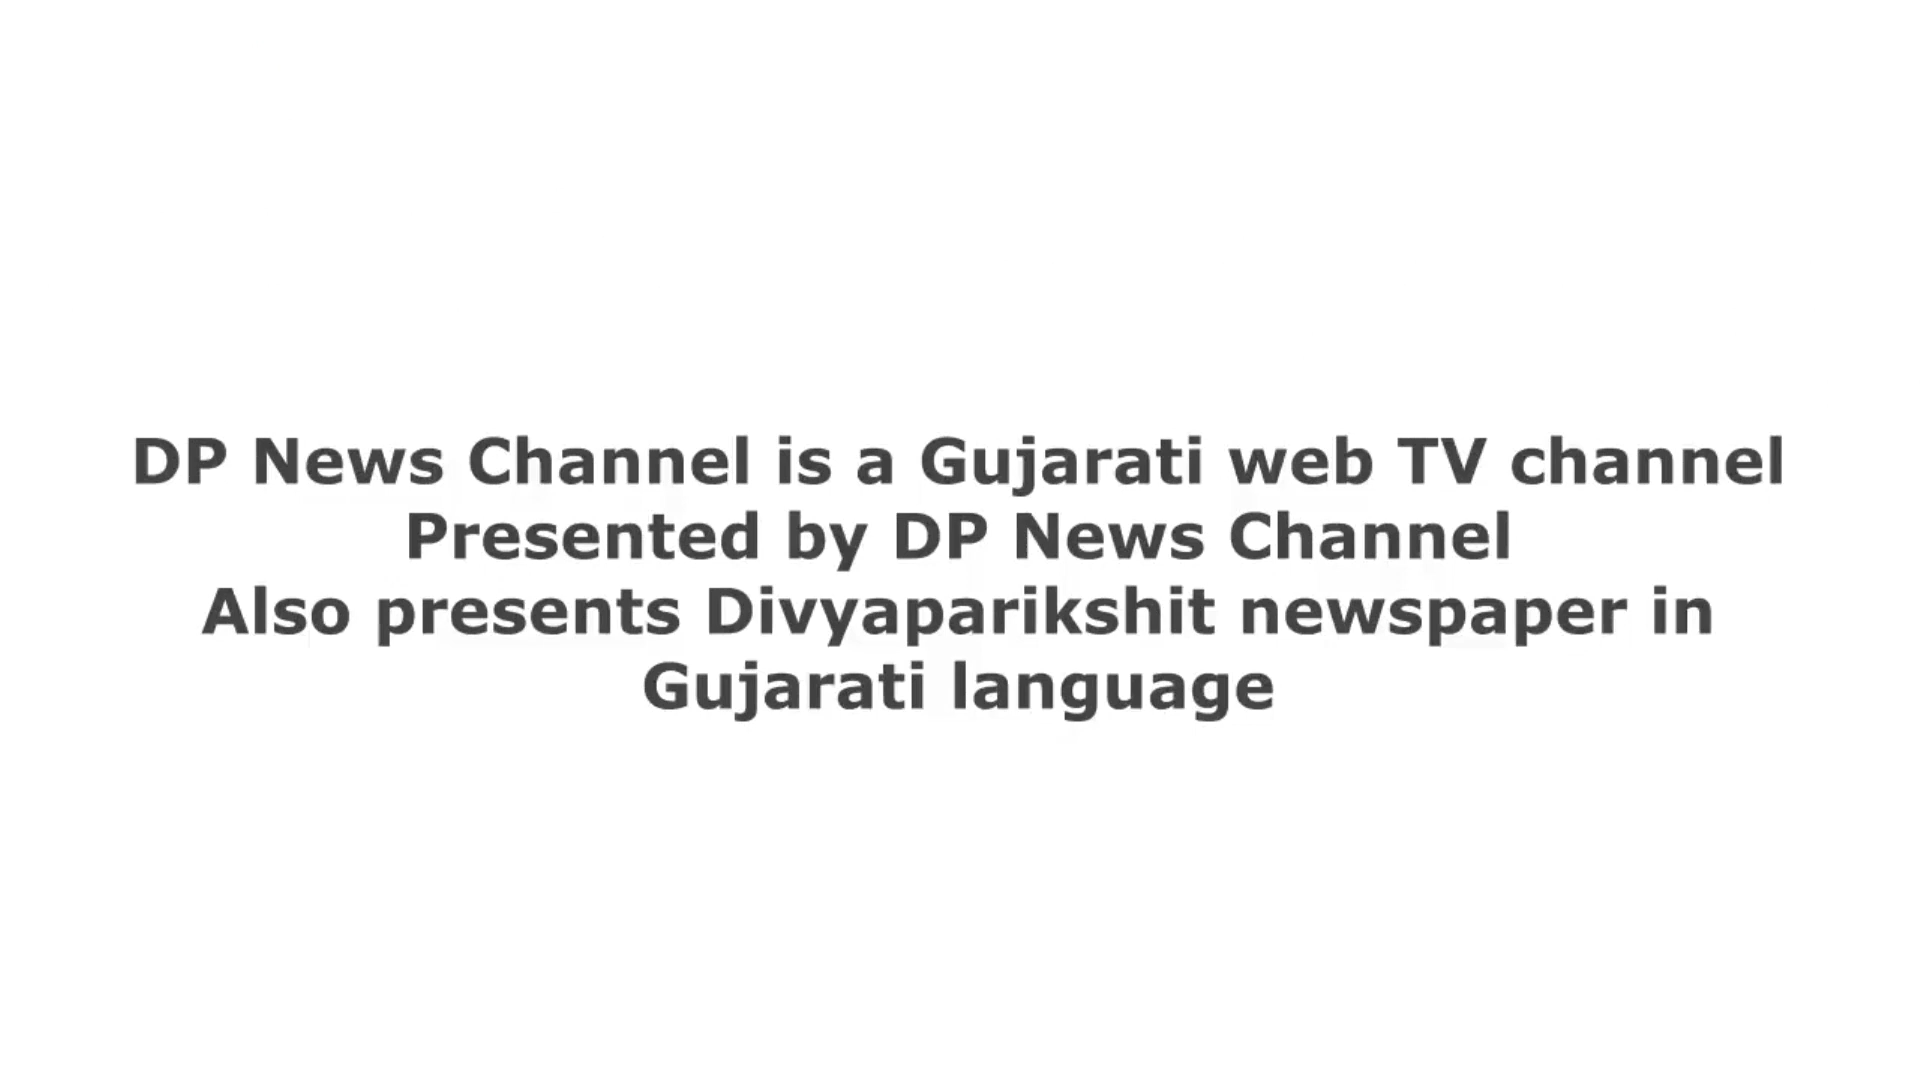 DP News Channel is a Gujarati web TV channel
Presented by DP News Channel
Also presents Divyaparikshit newspaper in
Gujarati language